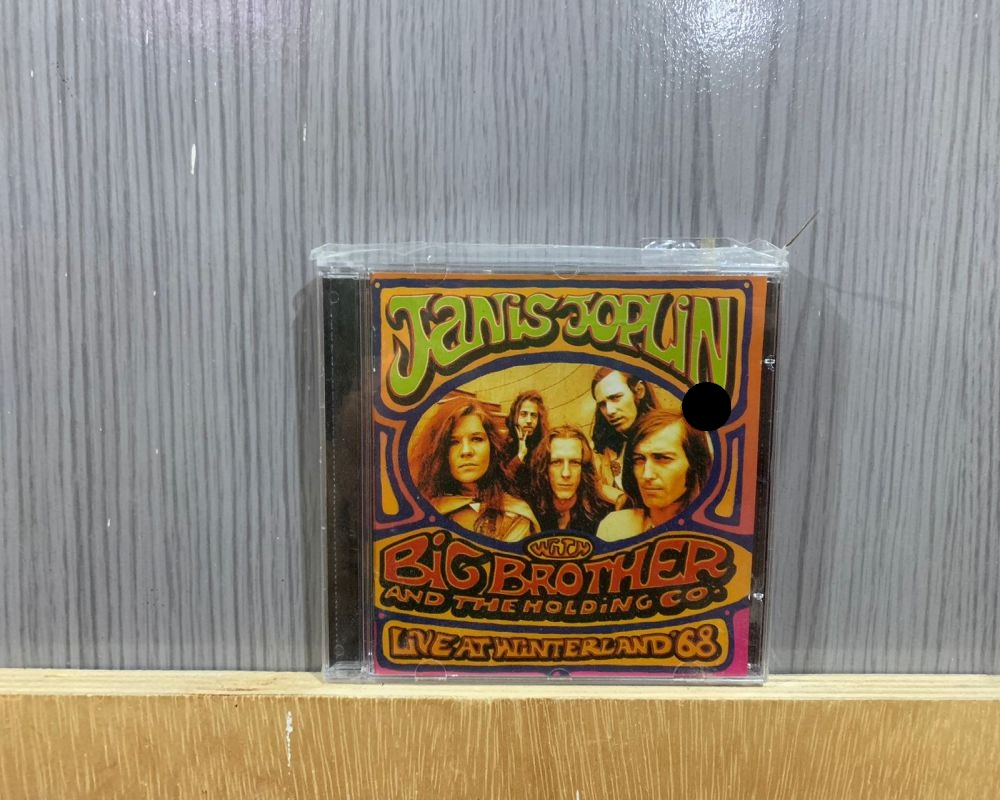 JANIS JOPLIN
WITH
BIG BROTHER
AND THE HOLDING CO.
LIVE AT WINTERLAND '68